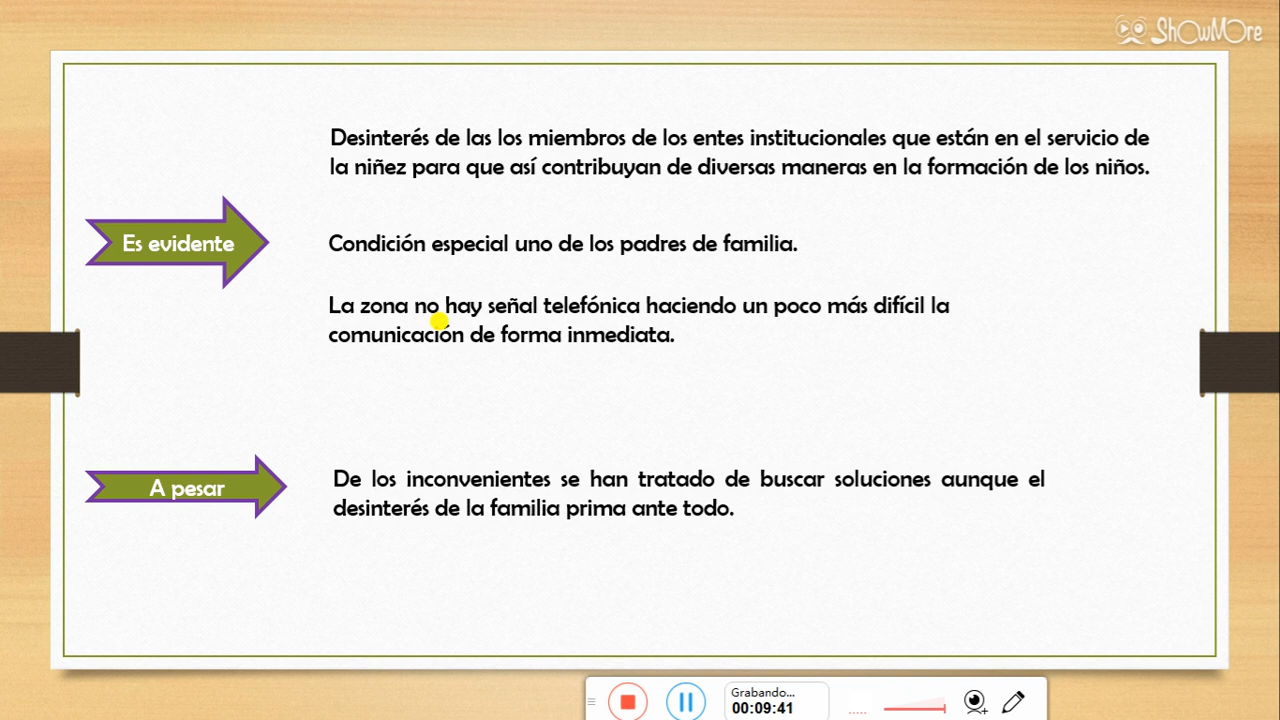 ShOwMOre
Desinterés de las los miembros de los entes institucionales que están en el servicio de
la niñez para que así contribuyan de diversas maneras en la formación de los niños.
Es evidente
Condición especial uno de los padres de familia.
La zona no hay señal telefónica haciendo un poco más difícil la
comunicación de forma inmediata.
A pesar
De los inconvenientes se han tratado de buscar soluciones aunque el
desinterés de la familia prima ante todo.
Grabando...
00:09:41